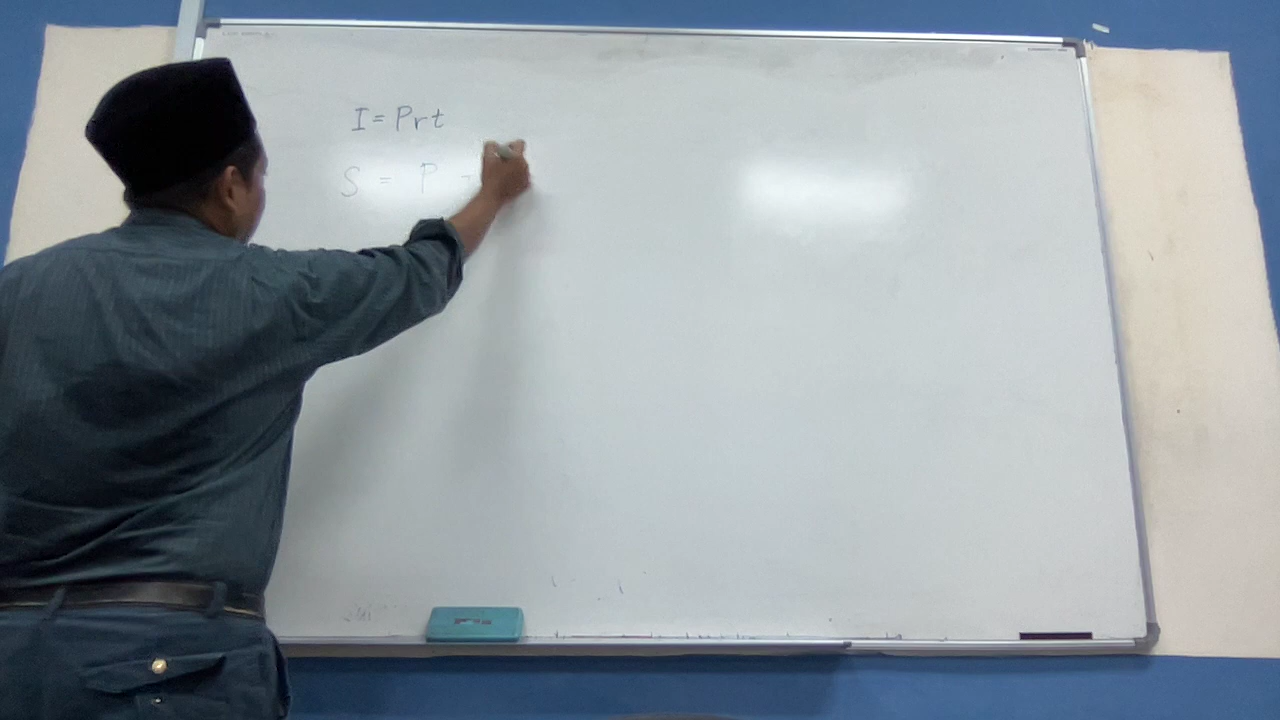 I = Prt
S = P